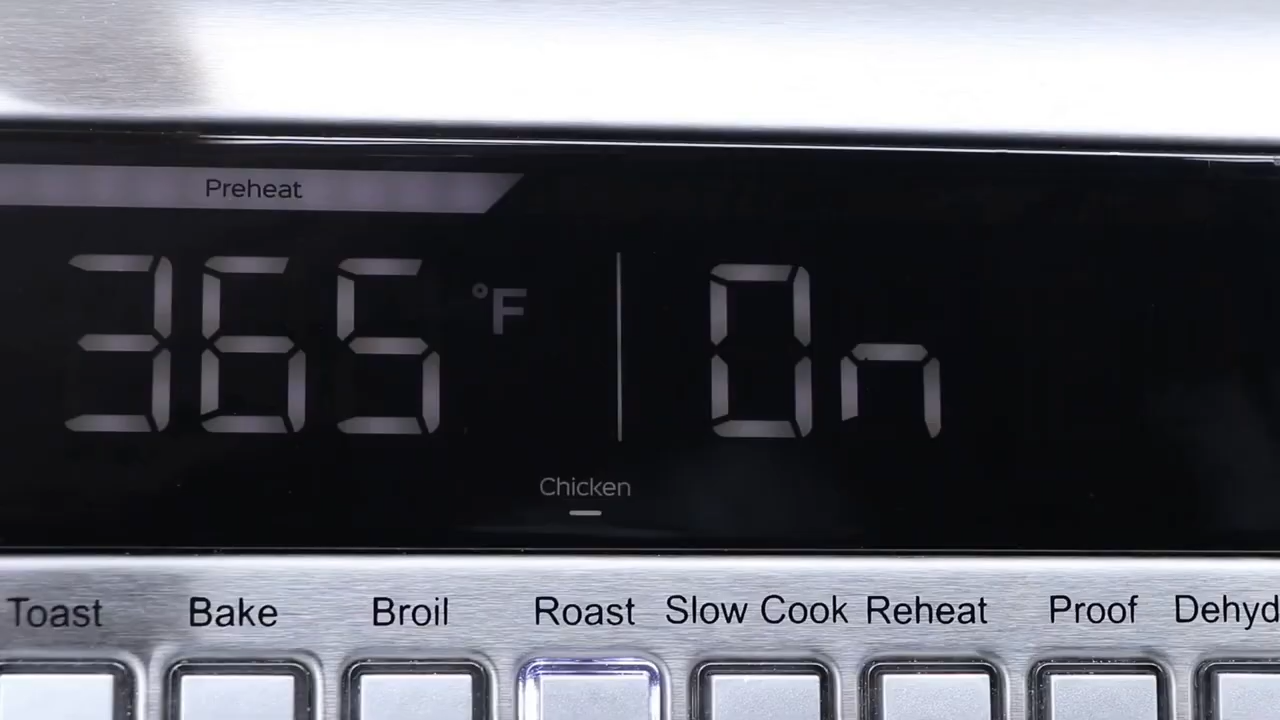 Preheat
365 °F On
Chicken
Toast Bake Broil Roast Slow Cook Reheat Proof Dehyd